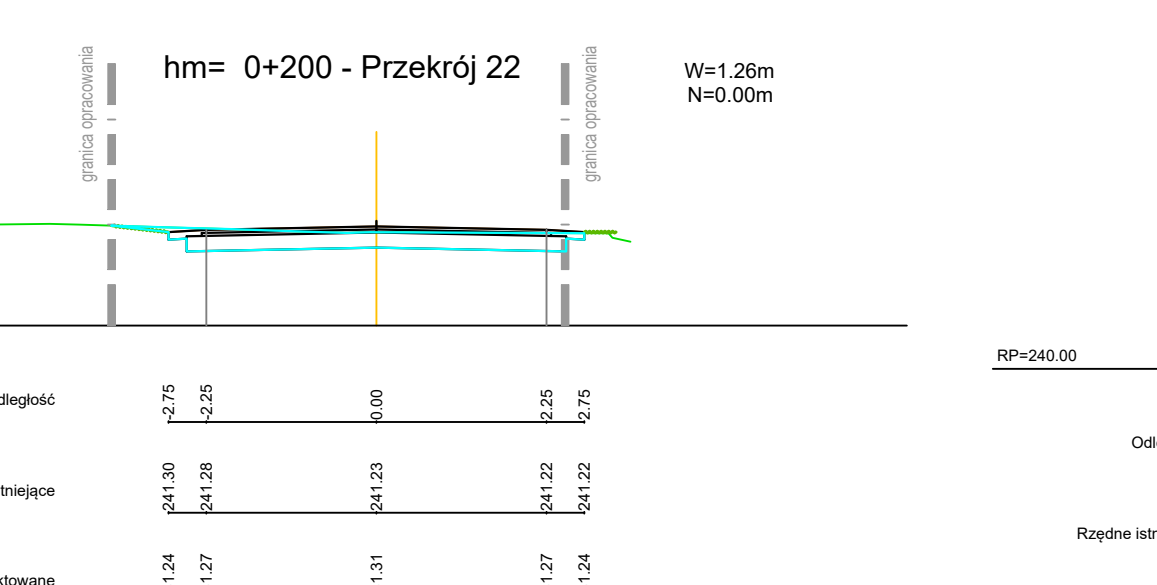 granica opracowania
hm= 0+200 - Przekrój 22
granica opracowania
W=1.26m
N=0.00m
RP=240.00
dległość
-2.75 -2.25 0.00 2.25 2.75
Odle
tniejące
241.30 241.28 241.23 241.22 241.22
Rzędne istr
ktowane
1.24 1.27 1.31 1.27 1.24